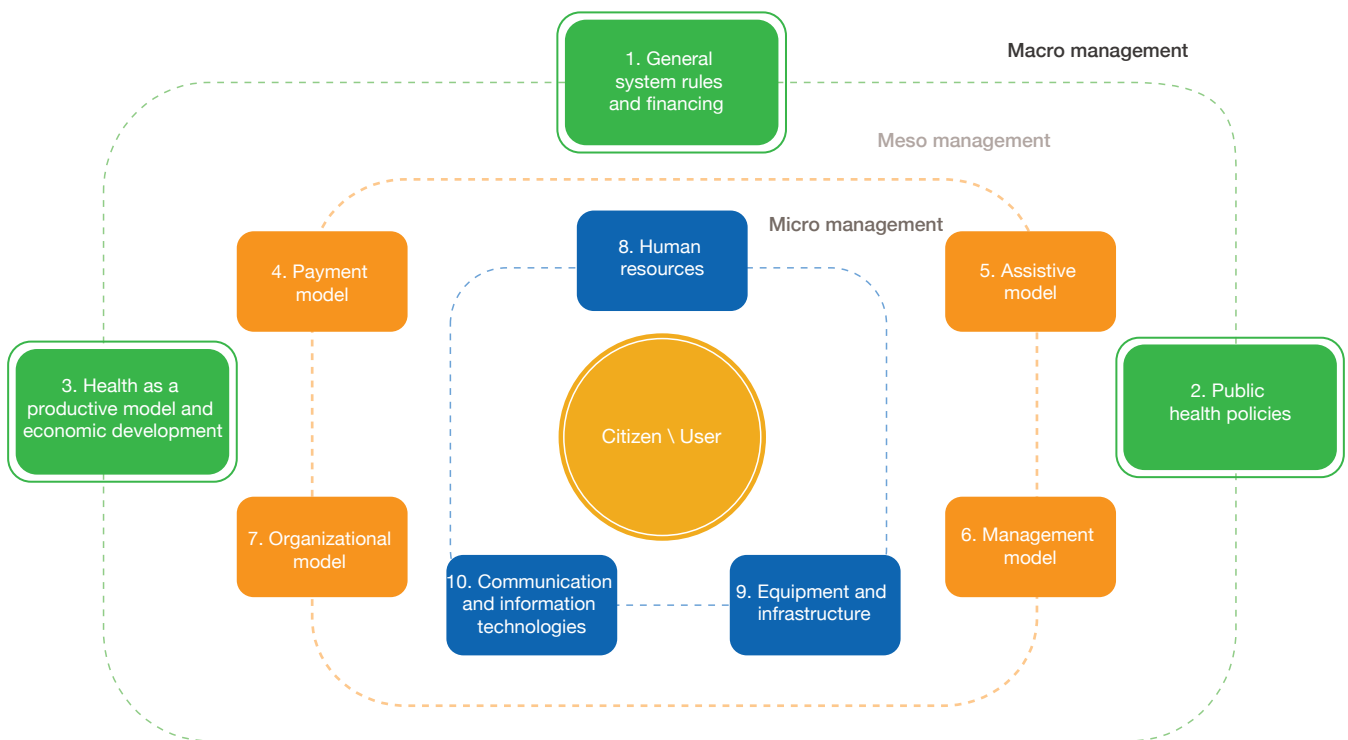 Macro management
1. General
system rules
and financing
Meso management
Micro management
8. Human
resources
4. Payment
model
5. Assistive
model
3. Health as a
productive model and
economic development
2. Public
health policies
Citizen \ User
7. Organizational
model
6. Management
model
10. Communication
and information
technologies
9. Equipment and
infrastructure